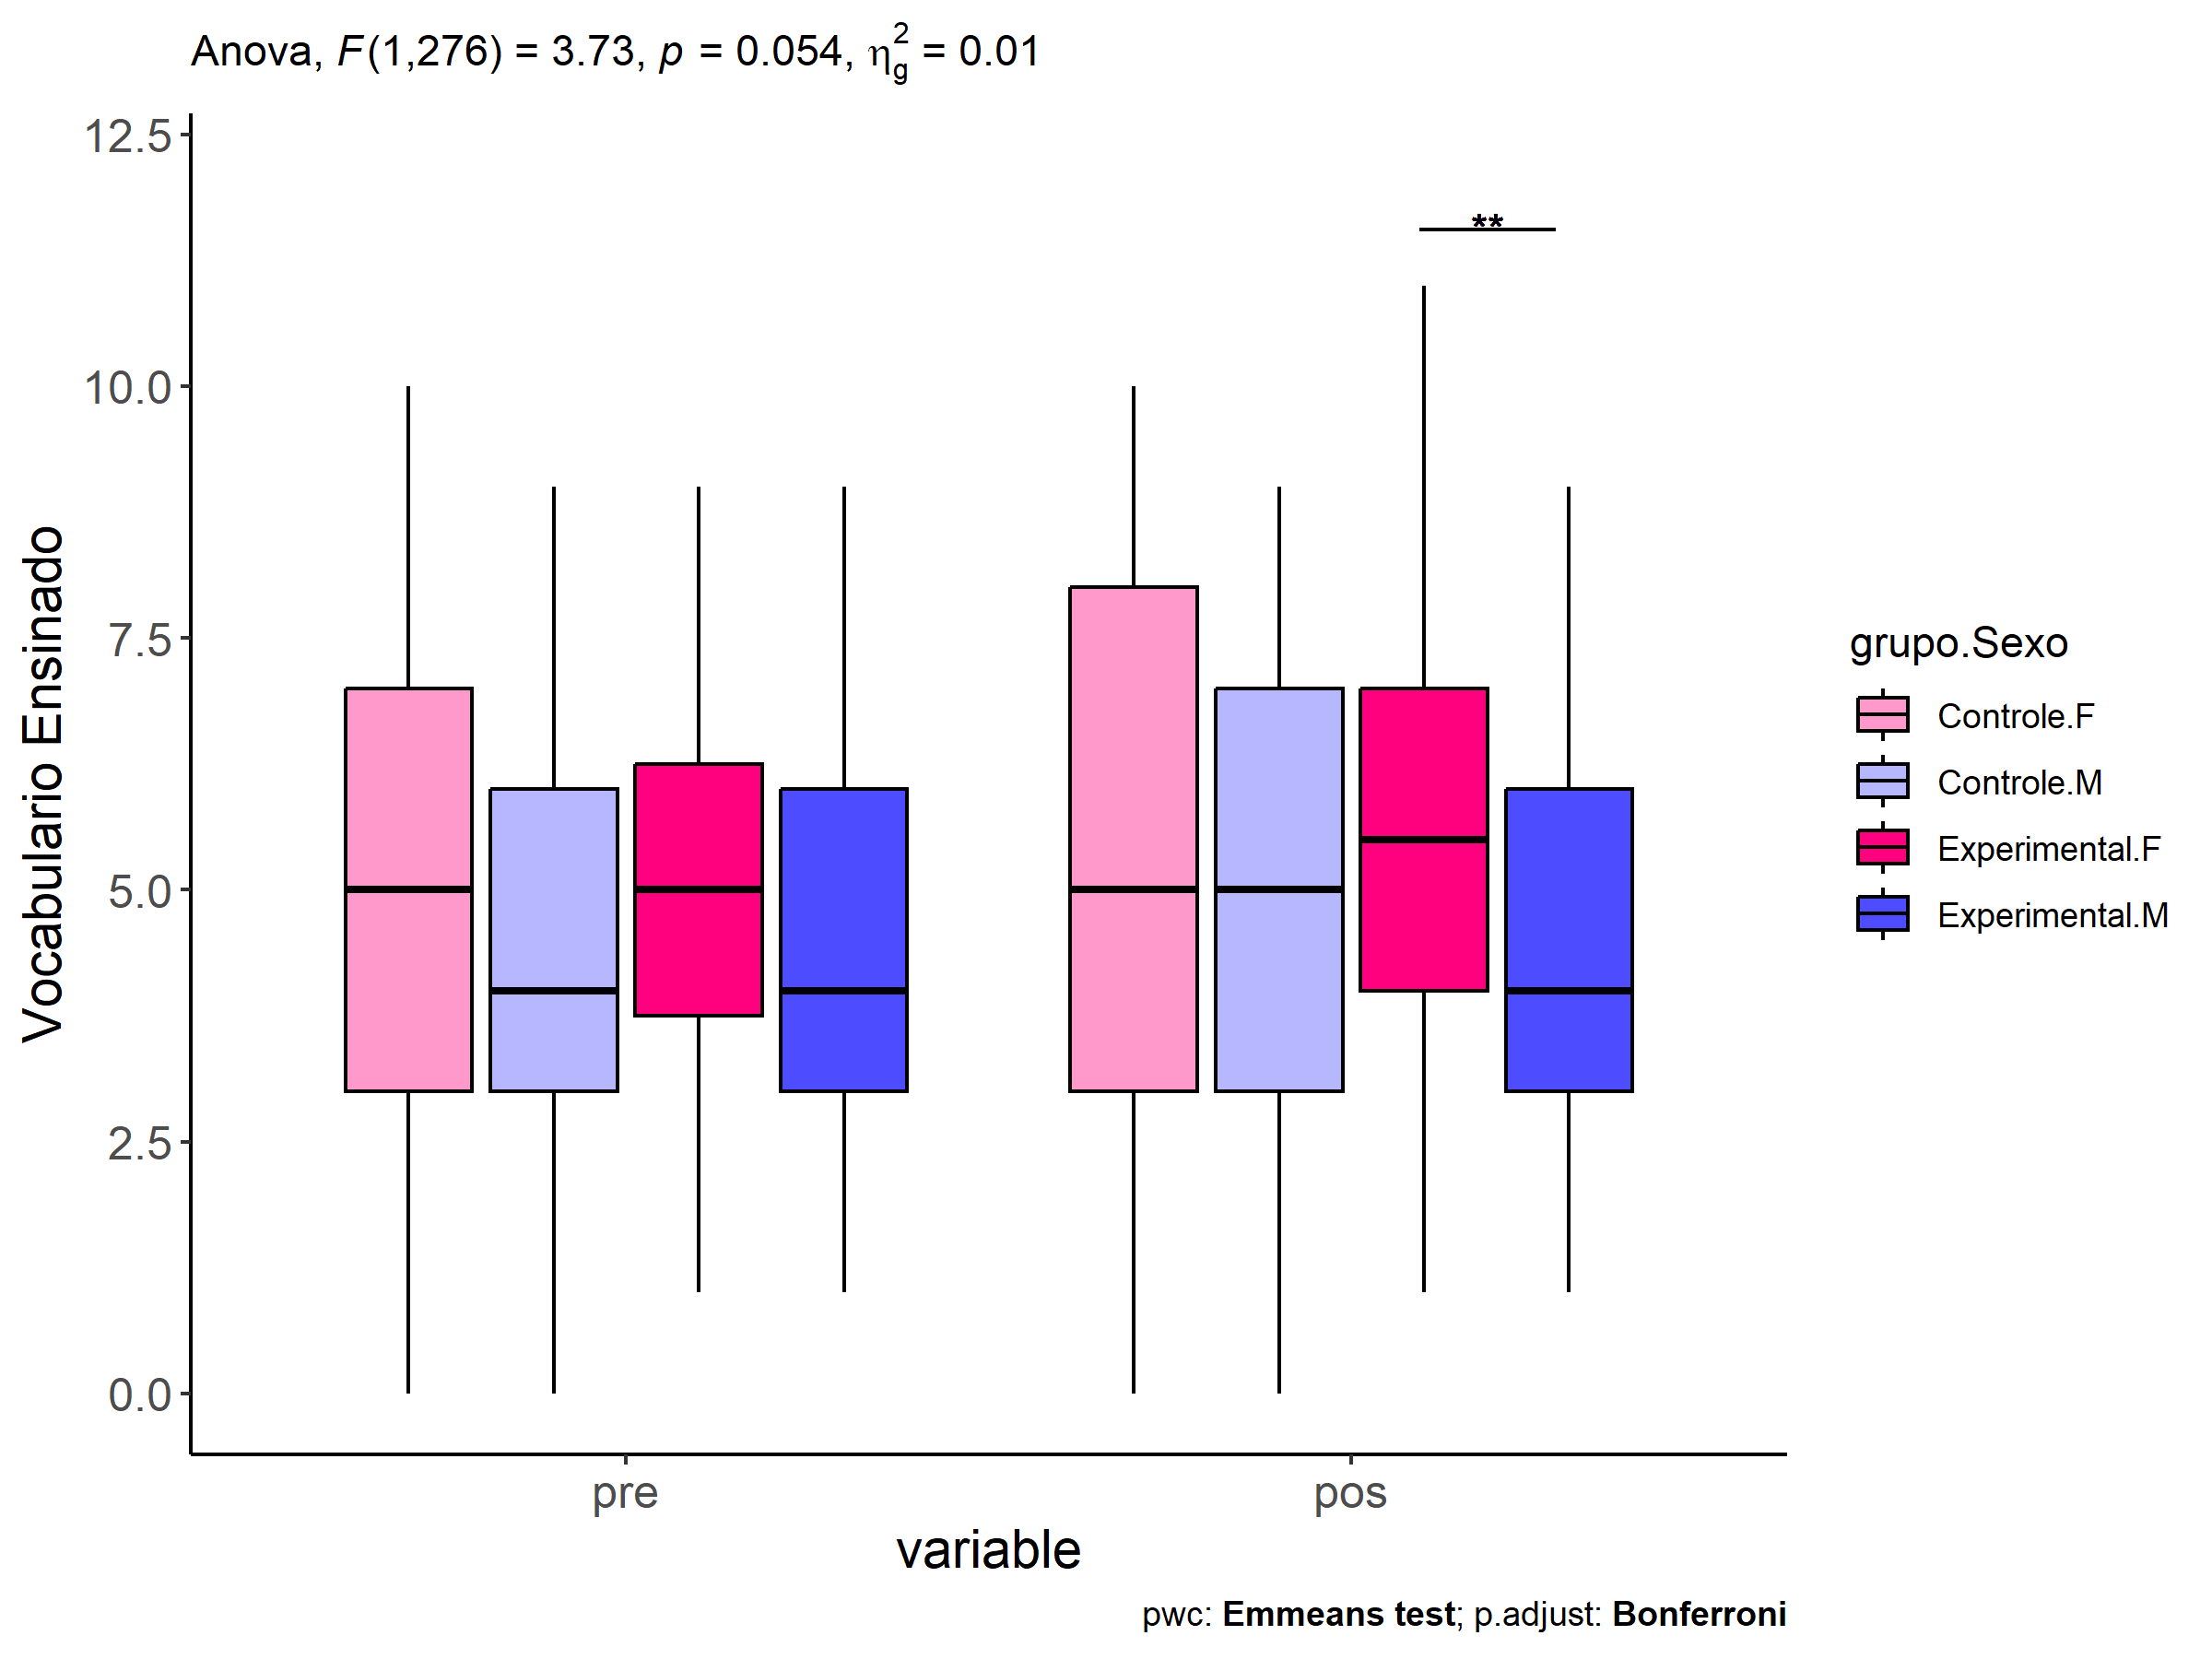 Anova, F(1,276) = 3.73, p = 0.054, η²g = 0.01
12.5
10.0
7.5
5.0
2.5
0.0
Vocabulario Ensinado
**
pre
pos
variable
grupo.Sexo
Controle.F
Controle.M
Experimental.F
Experimental.M
pwc: Emmeans test; p.adjust: Bonferroni